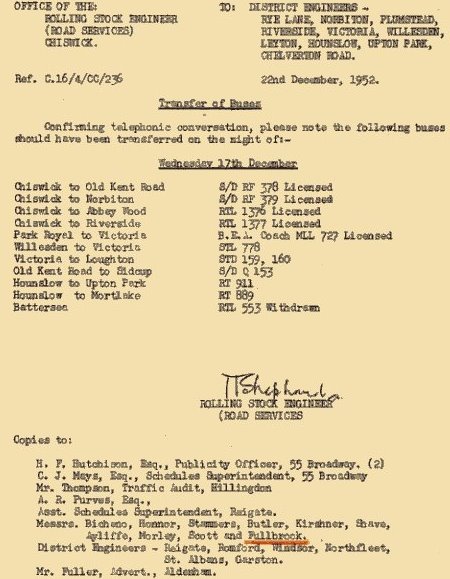 OFFICE OF THE: TO: DISTRICT ENGINEERS -
ROLLING STOCK ENGINEER RYE LANE, NORBITON, PLUMSTEAD,
(ROAD SERVICES) RIVERSIDE, VICTORIA, WILLESDEN,
CHISWICK. LEYTON, HOUNSLOW, UPTON PARK,
CHELVERTON ROAD.
Ref. C.16/4/CC/236 22nd December, 1952.
Transfer of Buses
Confirming telephonic conversation, please note the following buses
should have been transferred on the night of:-
Wednesday 17th December
Chiswick to Old Kent Road S/D RF 378 Licensed
Chiswick to Norbiton S/D RF 379 Licensed
Chiswick to Abbey Wood RTL 1376 Licensed
Chiswick to Riverside RTL 1377 Licensed
Park Royal to Victoria B.E.A. Coach MLL 727 Licensed
Willesden to Victoria STL 778
Victoria to Loughton STD 159, 160
Old Kent Road to Sidcup S/D Q 153
Hounslow to Upton Park RT 911
Hounslow to Mortlake RT 889
Battersea RTL 553 Withdrawn
TShephard
ROLLING STOCK ENGINEER
(ROAD SERVICES
Copies to:
H. F. Hutchison, Esq., Publicity Officer, 55 Broadway. (2)
C. J. Mays, Esq., Schedules Superintendent, 55 Broadway
Mr. Thompson, Traffic Audit, Hillingdon
A. R. Purves, Esq.,
Asst. Schedules Superintendent, Reigate.
Messrs. Bicheno, Honnor, Stammers, Butler, Kirshner, Shave,
Ayliffe, Morley, Scott and Fullbrook.
District Engineers - Reigate, Romford, Windsor, Northfleet,
St. Albans, Garston.
Mr. Fuller, Advert., Aldenham.